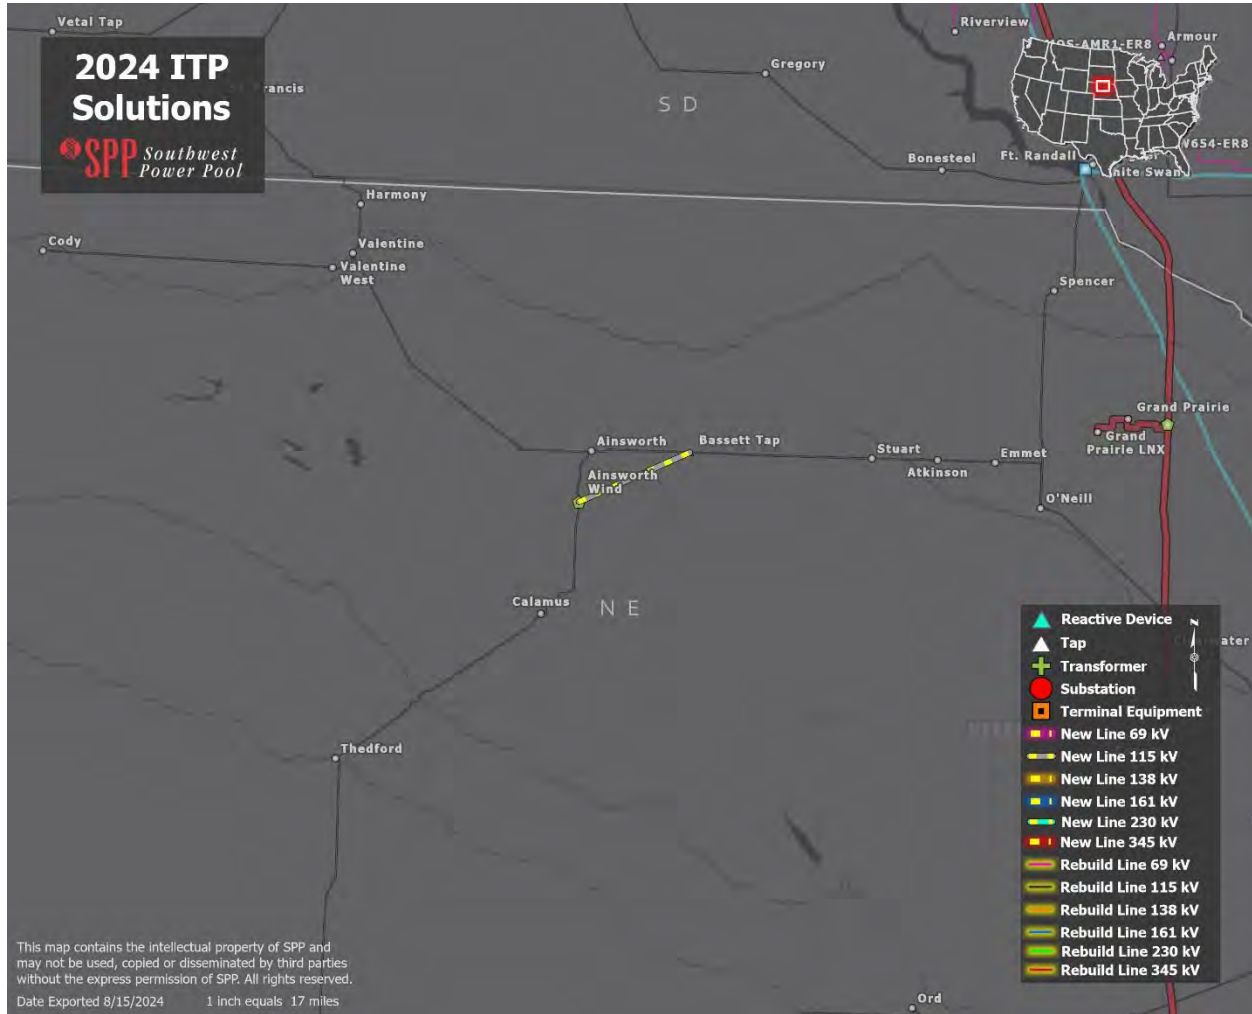 Vetal Tap
2024 ITP
Solutions
SPP Southwest
Power Pool
Francis
Riverview
Armour
Gregory
S D
Bonesteel
Ft. Randall
W654-ER8
Harmony
Cody
Valentine
Valentine
West
Spencer
Grand Prairie
Grand
Prairie LNX
Ainsworth
Bassett Tap
Stuart
Emmet
Atkinson
Ainsworth
Wind
O'Neill
Calamus
N E
Thedford
Reactive Device
N
Tap
Transformer
Substation
Terminal Equipment
New Line 69 kV
New Line 115 kV
New Line 138 kV
New Line 161 kV
New Line 230 kV
New Line 345 kV
Rebuild Line 69 kV
Rebuild Line 115 kV
Rebuild Line 138 kV
Rebuild Line 161 kV
Rebuild Line 230 kV
Rebuild Line 345 kV
This map contains the intellectual property of SPP and
may not be used, copied or disseminated by third parties
without the express permission of SPP. All rights reserved.
Date Exported 8/15/2024 1 inch equals 17 miles
Ord